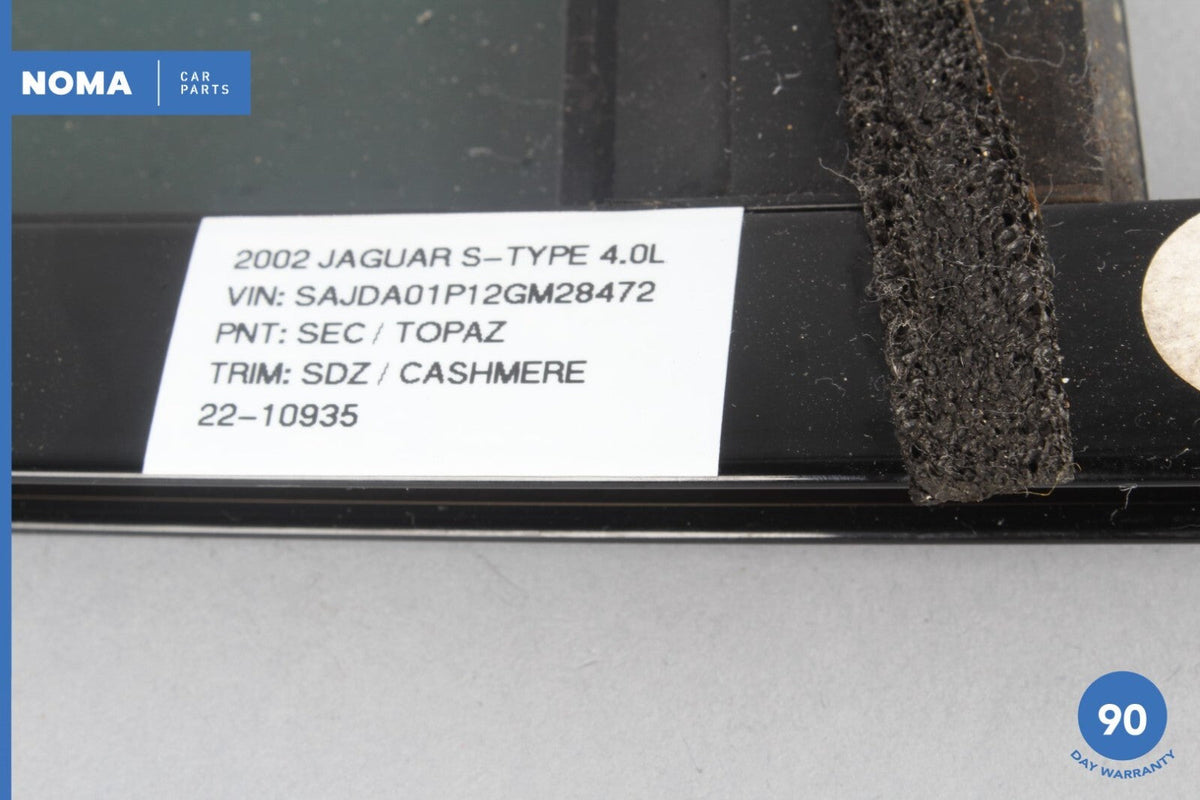 NOMA
CAR
PARTS
2002 JAGUAR S-TYPE 4.0L
VIN: SAJDA01P12GM28472
PNT: SEC / TOPAZ
TRIM: SDZ / CASHMERE
22-10935
90
DAY WARRANTY